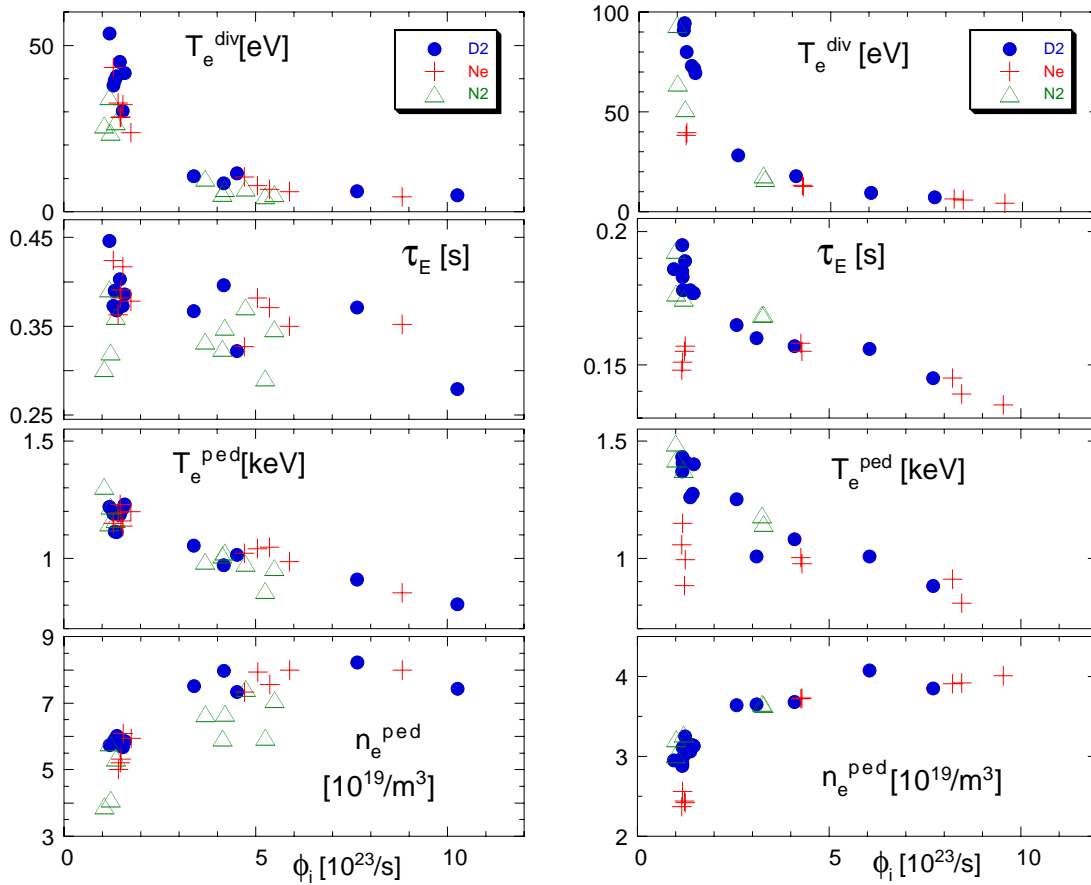 T_e^div [eV]
D2
Ne
N2
50
0
τ_E [s]
0.45
0.35
0.25
T_e^ped [keV]
1.5
1
n_e^ped
[10^19/m^3]
9
8
7
6
5
4
3
0 5 10
ϕ_i [10^23/s]
T_e^div [eV]
D2
Ne
N2
100
50
0
τ_E [s]
0.2
0.15
T_e^ped [keV]
1.5
1
n_e^ped [10^19/m^3]
4
3
2
0 5 10
ϕ_i [10^23/s]